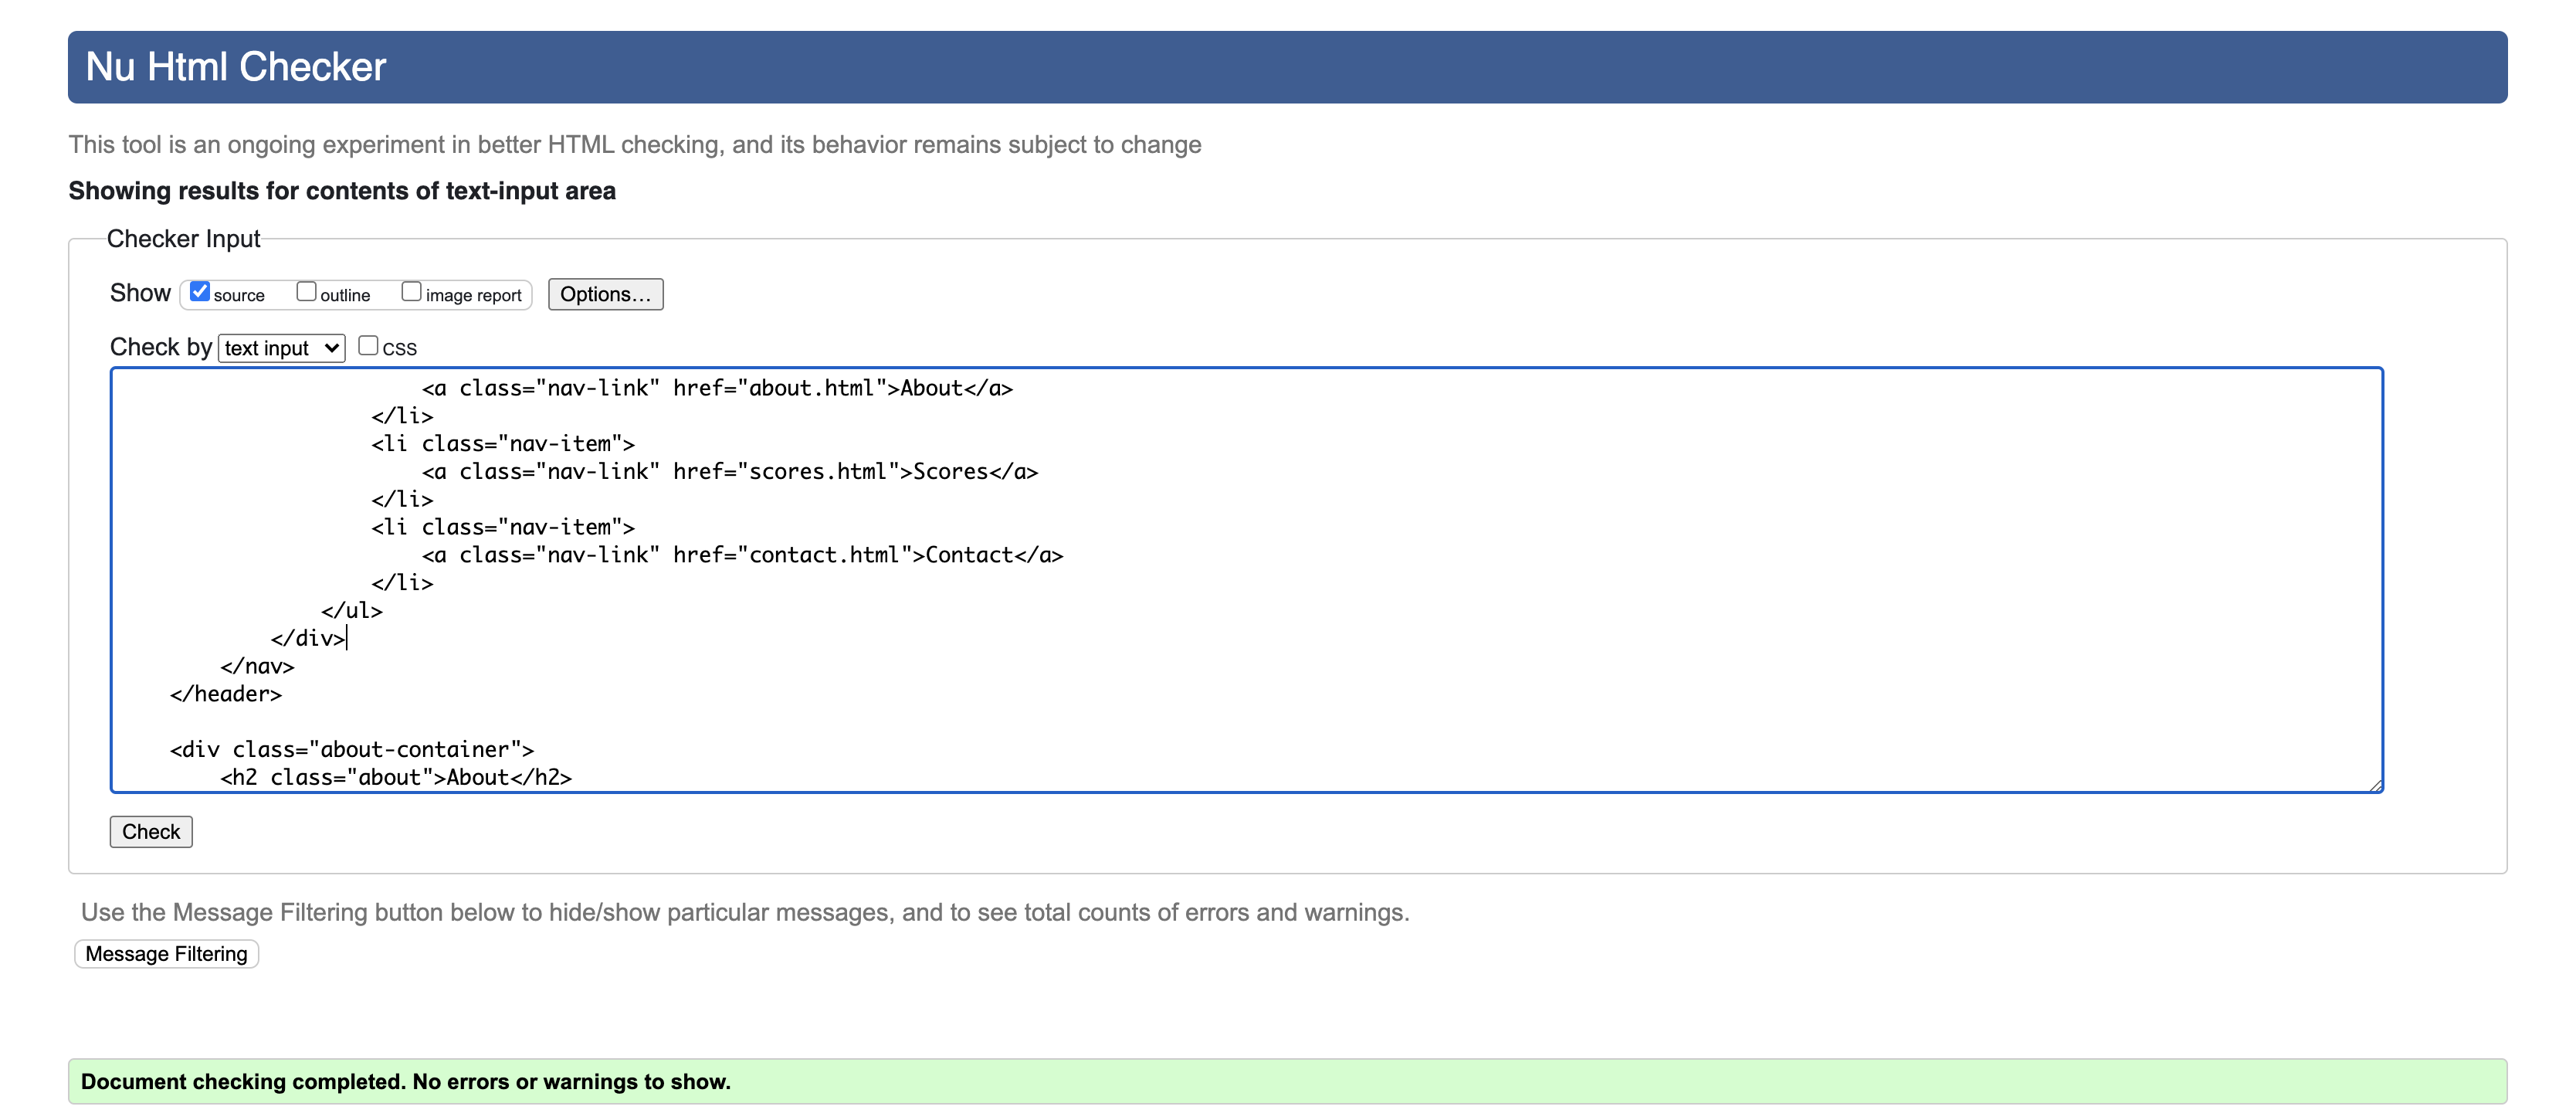 Nu Html Checker
This tool is an ongoing experiment in better HTML checking, and its behavior remains subject to change
Showing results for contents of text-input area
Checker Input
Show source outline image report Options...
Check by text input CSS
<a class="nav-link" href="about.html">About</a>
</li>
<li class="nav-item">
<a class="nav-link" href="scores.html">Scores</a>
</li>
<li class="nav-item">
<a class="nav-link" href="contact.html">Contact</a>
</li>
</ul>
</div>
</nav>
</header>
<div class="about-container">
<h2 class="about">About</h2>
Check
Use the Message Filtering button below to hide/show particular messages, and to see total counts of errors and warnings.
Message Filtering
Document checking completed. No errors or warnings to show.